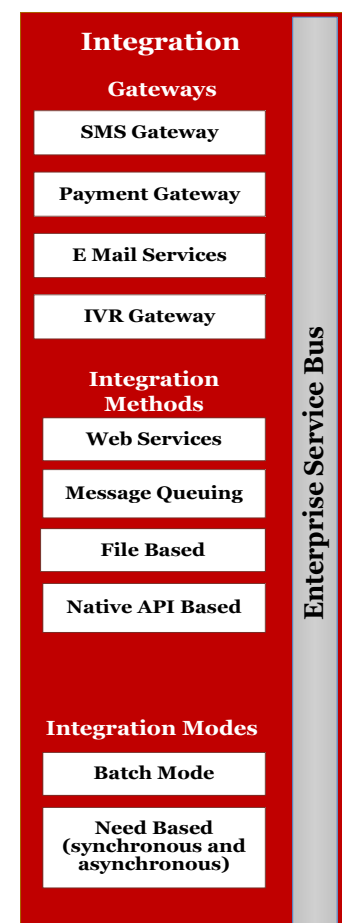 Integration
Gateways
SMS Gateway
Payment Gateway
E Mail Services
IVR Gateway
Integration
Methods
Web Services
Message Queuing
File Based
Native API Based
Integration Modes
Batch Mode
Need Based
(synchronous and
asynchronous)
Enterprise Service Bus